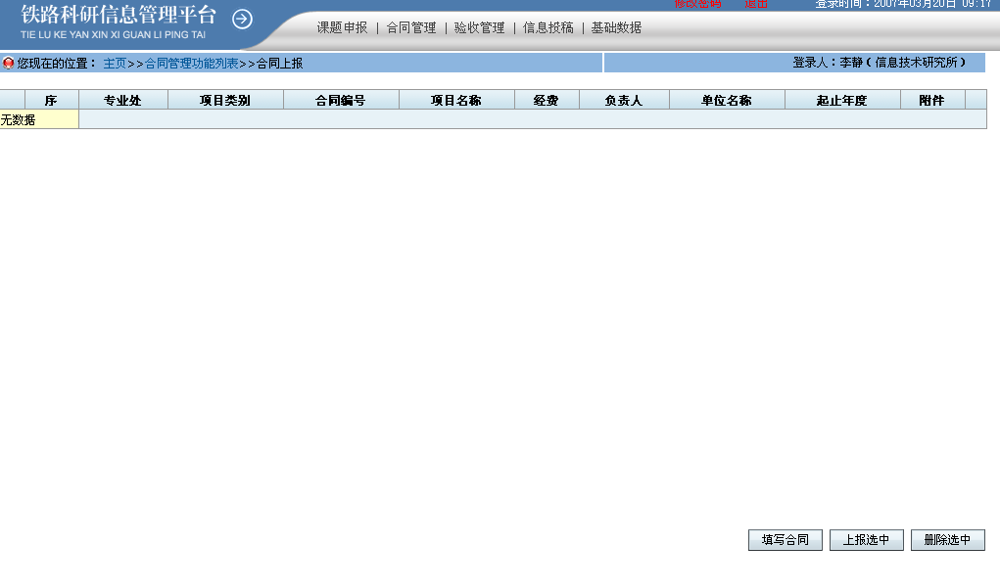 修改密码 退出 登录时间：2007年03月20日 09:17
铁路科研信息管理平台
TIE LU KE YAN XIN XI GUAN LI PING TAI
课题申报 | 合同管理 | 验收管理 | 信息投稿 | 基础数据
您现在的位置： 主页>>合同管理功能列表>>合同上报 登录人：李静（信息技术研究所）
序 专业处 项目类别 合同编号 项目名称 经费 负责人 单位名称 起止年度 附件
无数据
填写合同 上报选中 删除选中